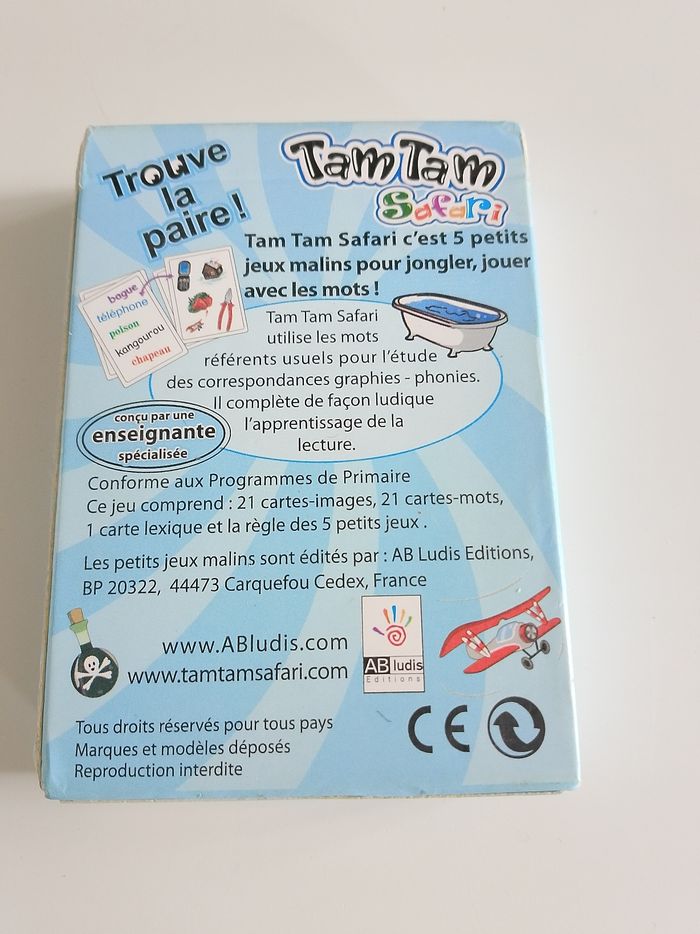 Trouve
la
paire !
Tam Tam
Safari
Tam Tam Safari c'est 5 petits
jeux malins pour jongler, jouer
avec les mots !
bague
téléphone
poison
kangourou
chapeau
Tam Tam Safari
utilise les mots
référents usuels pour l'étude
des correspondances graphies - phonies.
Il complète de façon ludique
l'apprentissage de la
lecture.
conçu par une
enseignante
spécialisée
Conforme aux Programmes de Primaire
Ce jeu comprend : 21 cartes-images, 21 cartes-mots,
1 carte lexique et la règle des 5 petits jeux .
Les petits jeux malins sont édités par : AB Ludis Editions,
BP 20322, 44473 Carquefou Cedex, France
www.ABludis.com
www.tamtamsafari.com
AB ludis
Editions
Tous droits réservés pour tous pays
Marques et modèles déposés
Reproduction interdite
CE